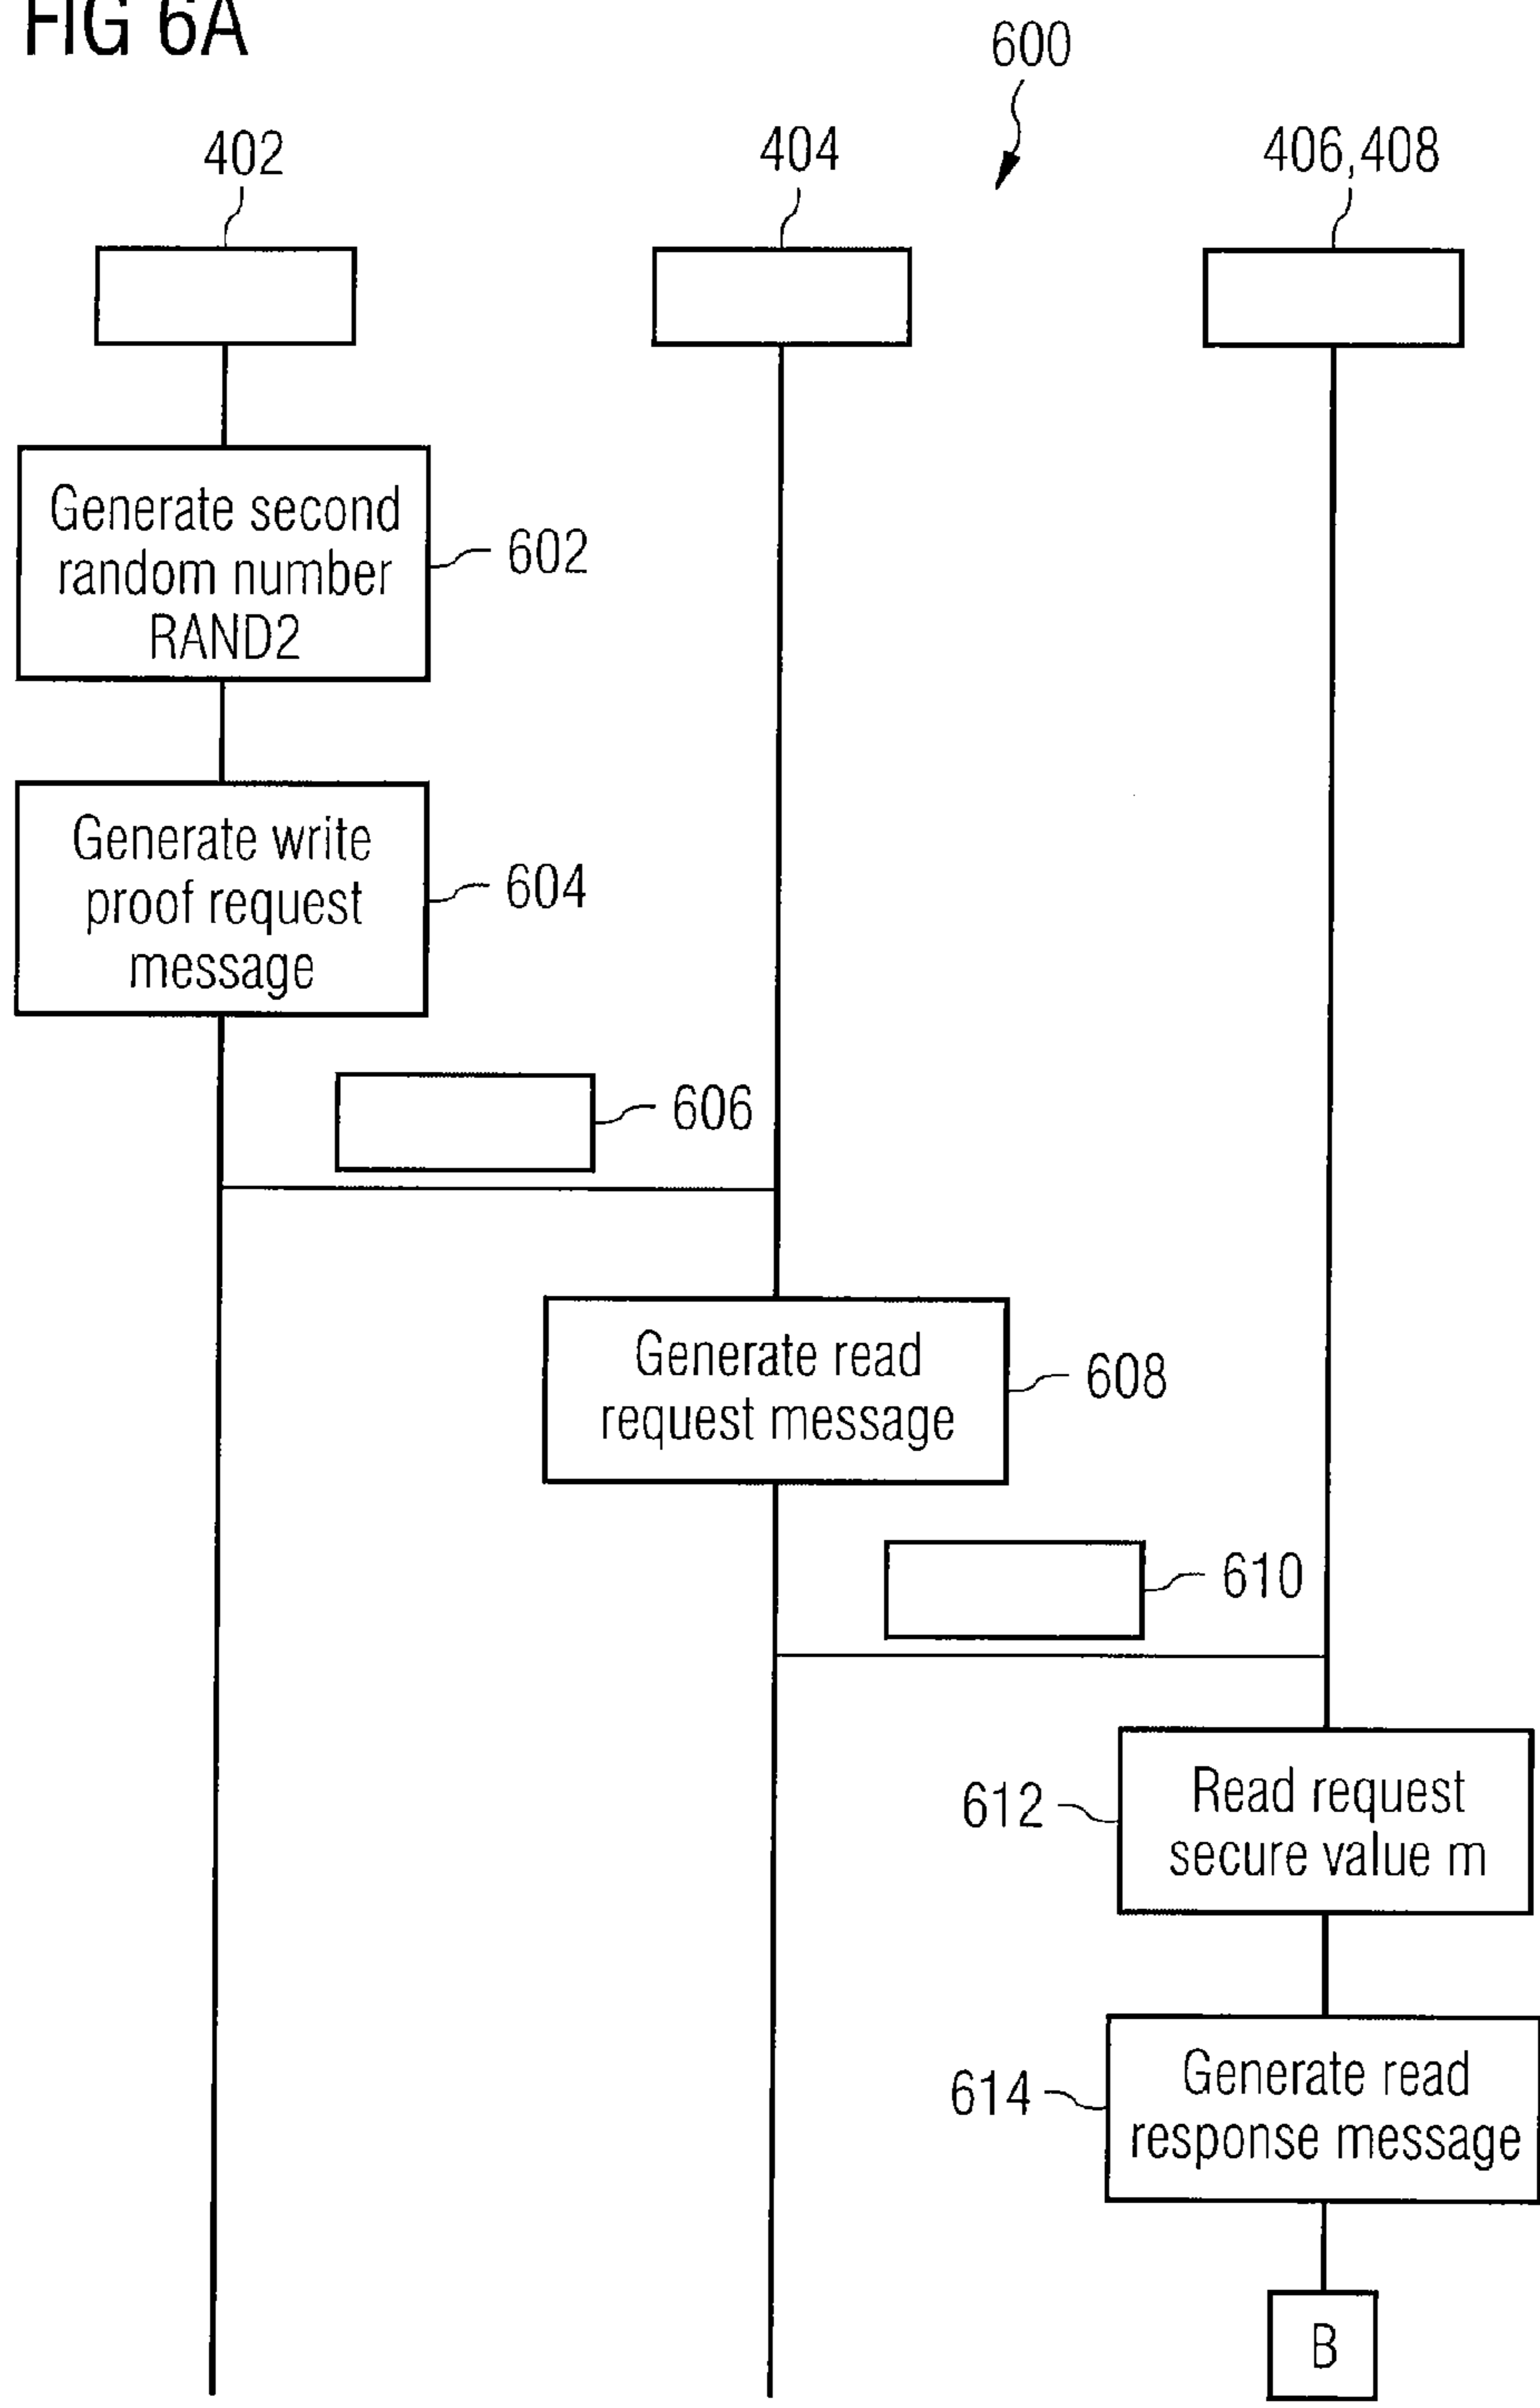 FIG 6A
600
402
404
406,408
Generate second
random number
RAND2
602
Generate write
proof request
message
604
606
Generate read
request message
608
610
612
Read request
secure value m
614
Generate read
response message
B